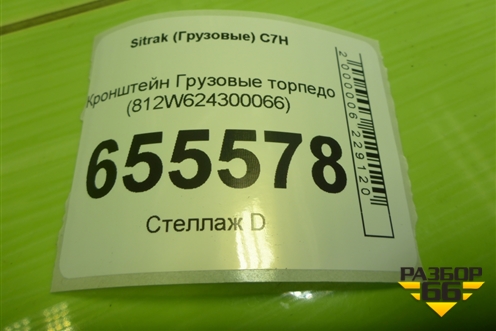 Sitrak (Грузовые) C7H
Кронштейн Грузовые торпедо
(812W624300066)
655578
Стеллаж D
2000006229120
РАЗБОР
66